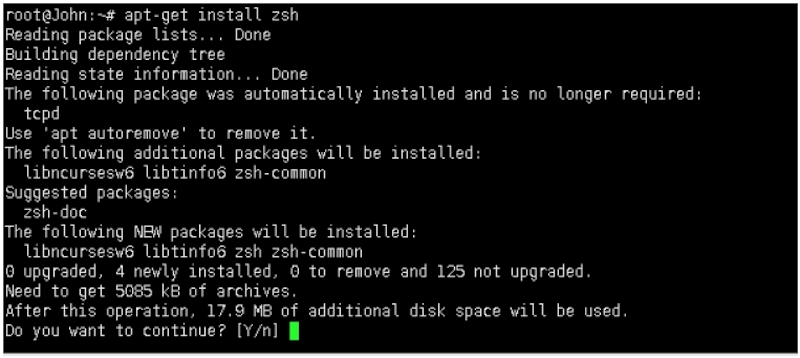 root@John:~# apt-get install zsh
Reading package lists... Done
Building dependency tree
Reading state information... Done
The following package was automatically installed and is no longer required:
  tcpd
Use 'apt autoremove' to remove it.
The following additional packages will be installed:
  libncursesw6 libtinfo6 zsh-common
Suggested packages:
  zsh-doc
The following NEW packages will be installed:
  libncursesw6 libtinfo6 zsh zsh-common
0 upgraded, 4 newly installed, 0 to remove and 125 not upgraded.
Need to get 5085 kB of archives.
After this operation, 17.9 MB of additional disk space will be used.
Do you want to continue? [Y/n]